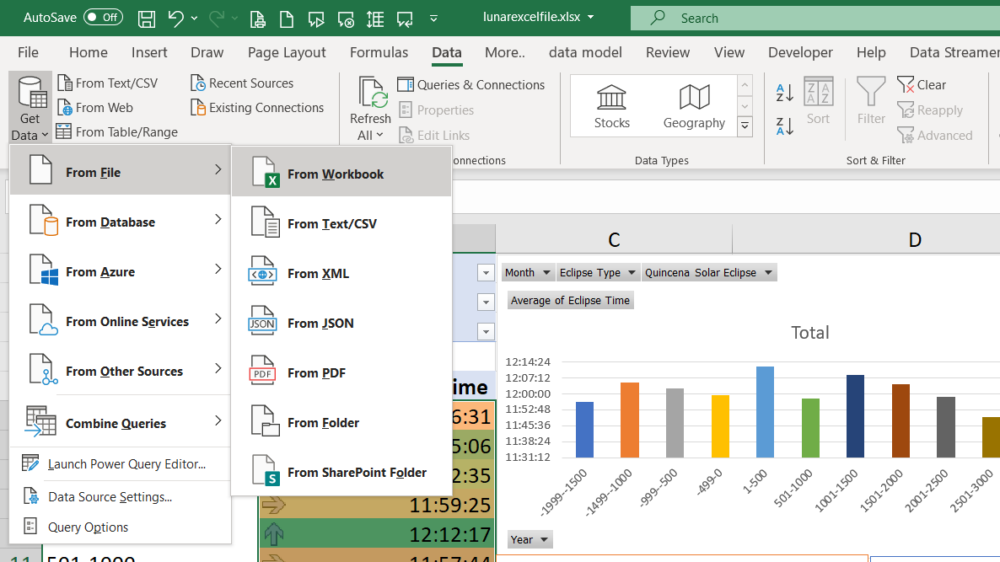 AutoSave Off lunarexcelfile.xlsx Search
File Home Insert Draw Page Layout Formulas Data More.. data model Review View Developer Help Data Streamer
Get Data
From Text/CSV
From Web
From Table/Range
Recent Sources
Existing Connections
Refresh All
Queries & Connections
Properties
Edit Links
onnections
Stocks
Geography
Data Types
Sort
Filter
Clear
Reapply
Advanced
Sort & Filter
From File
From Database
From Azure
From Online Services
From Other Sources
Combine Queries
Launch Power Query Editor...
Data Source Settings...
Query Options
From Workbook
From Text/CSV
From XML
From JSON
From PDF
From Folder
From SharePoint Folder
C D
Month Eclipse Type Quincena Solar Eclipse
Average of Eclipse Time
Total
12:14:24
12:07:12
12:00:00
11:52:48
11:45:36
11:38:24
11:31:12
-1999--1500 -1499--1000 -999--500 -499-0 1-500 501-1000 1001-1500 1501-2000 2001-2500 2501-3000
Year
ime
6:31
5:06
2:35
11:59:25
12:12:17
11 501-1000 11:57:44